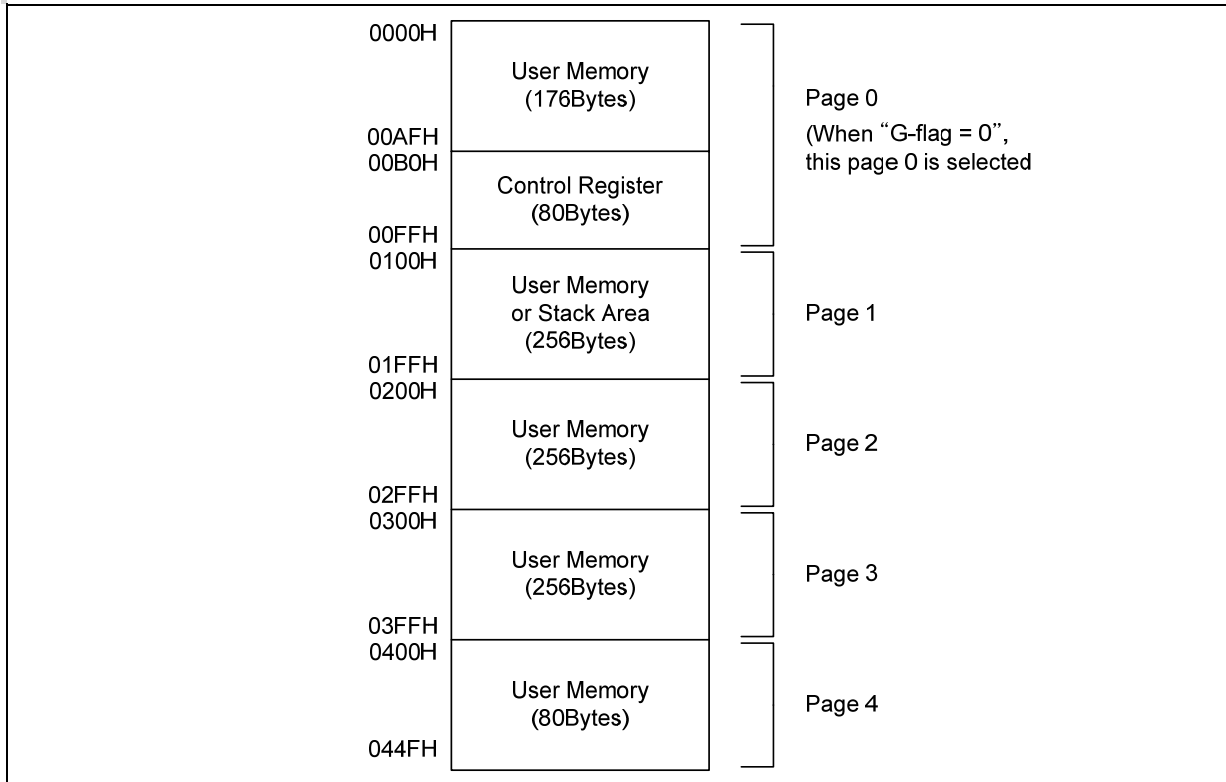 0000H
User Memory
(176Bytes)
00AFH
Page 0
(When “G-flag = 0”,
this page 0 is selected
00B0H
Control Register
(80Bytes)
00FFH
0100H
User Memory
or Stack Area
(256Bytes)
Page 1
01FFH
0200H
User Memory
(256Bytes)
Page 2
02FFH
0300H
User Memory
(256Bytes)
Page 3
03FFH
0400H
User Memory
(80Bytes)
Page 4
044FH